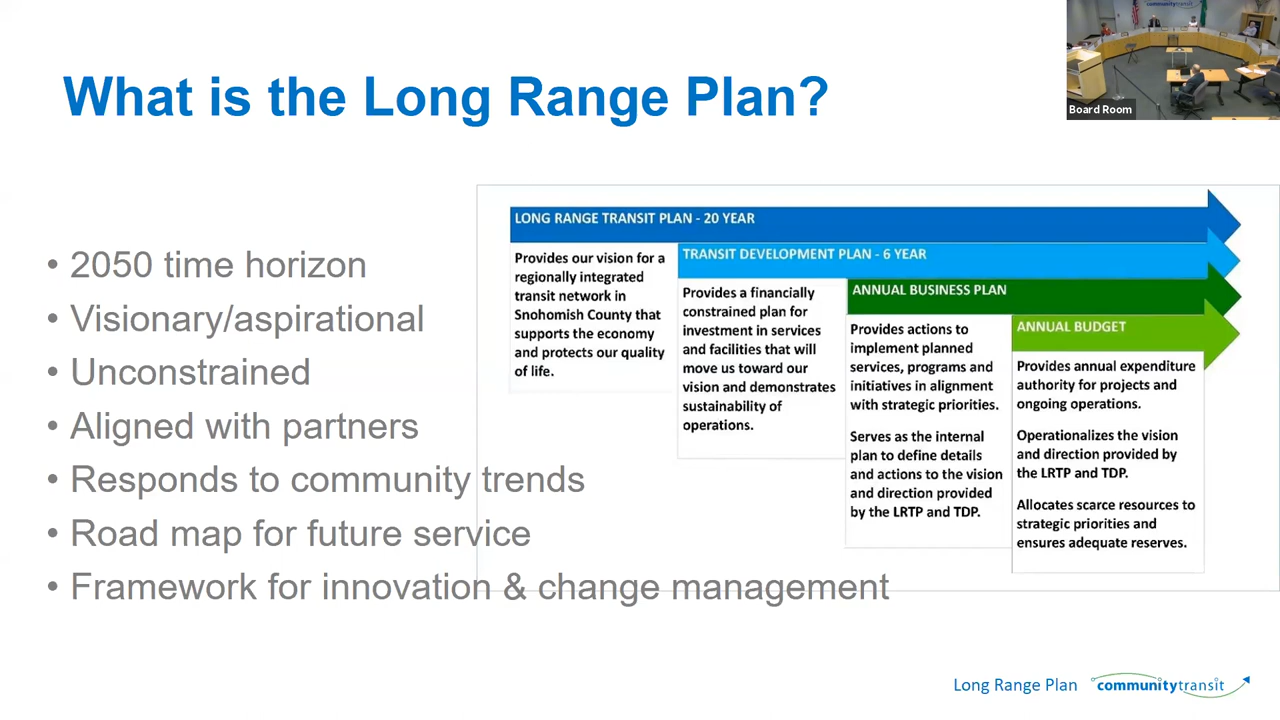 What is the Long Range Plan?
communitytransit
Board Room
• 2050 time horizon
• Visionary/aspirational
• Unconstrained
• Aligned with partners
• Responds to community trends
• Road map for future service
• Framework for innovation & change management
LONG RANGE TRANSIT PLAN - 20 YEAR
Provides our vision for a
regionally integrated
transit network in
Snohomish County that
supports the economy
and protects our quality
of life.
TRANSIT DEVELOPMENT PLAN - 6 YEAR
Provides a financially
constrained plan for
investment in services
and facilities that will
move us toward our
vision and demonstrates
sustainability of
operations.
ANNUAL BUSINESS PLAN
Provides actions to
implement planned
services, programs and
initiatives in alignment
with strategic priorities.
Serves as the internal
plan to define details
and actions to the vision
and direction provided
by the LRTP and TDP.
ANNUAL BUDGET
Provides annual expenditure
authority for projects and
ongoing operations.
Operationalizes the vision
and direction provided by
the LRTP and TDP.
Allocates scarce resources to
strategic priorities and
ensures adequate reserves.
Long Range Plan communitytransit